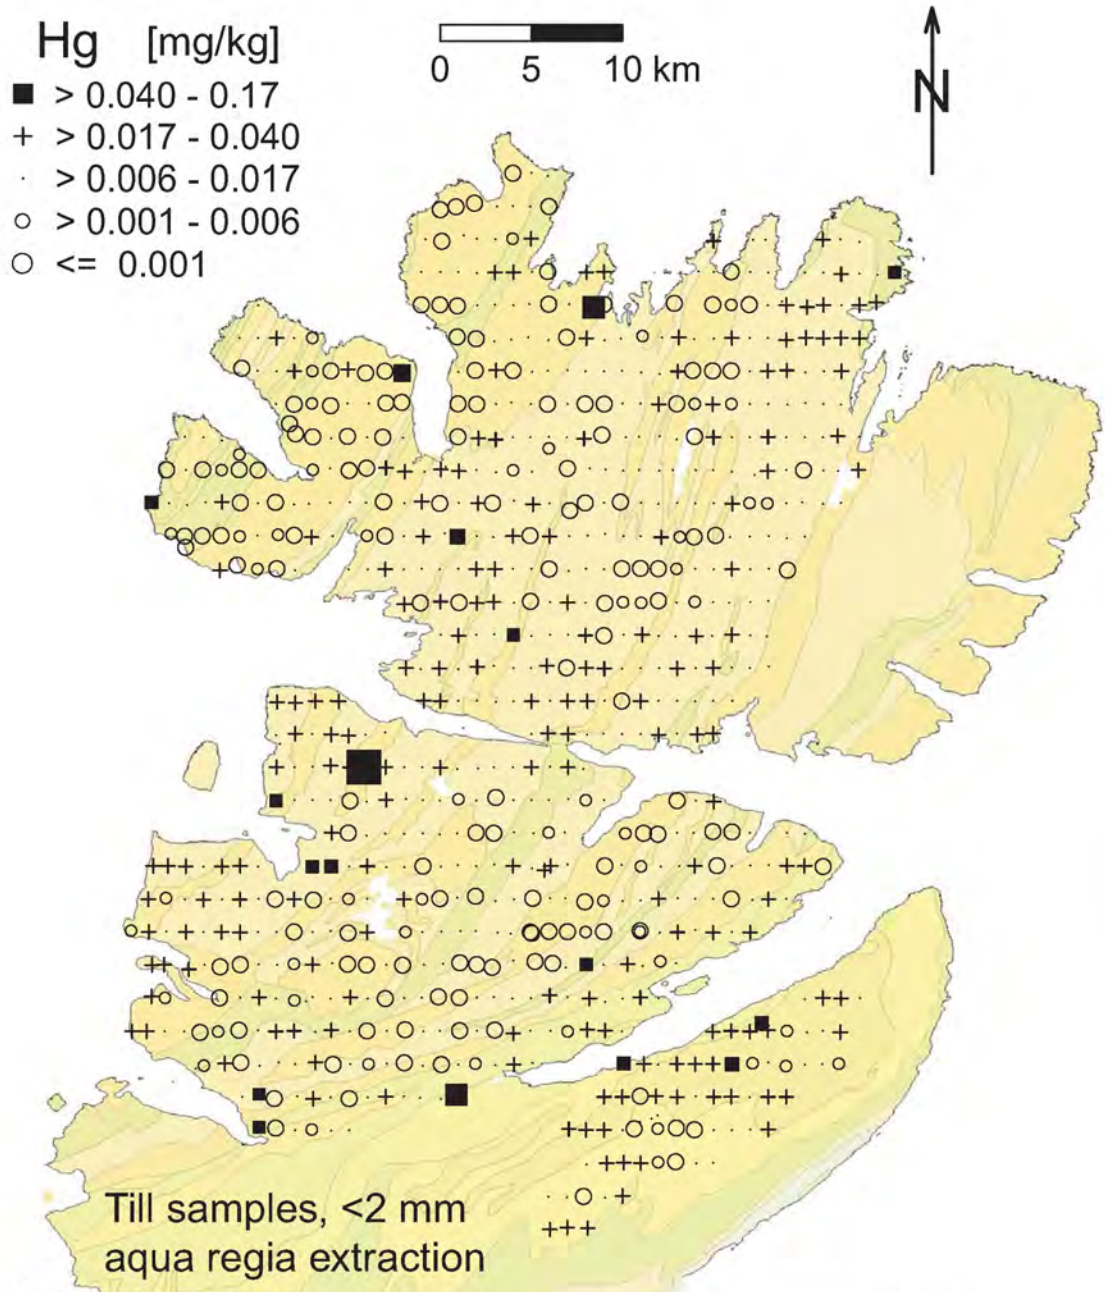 Hg [mg/kg]
> 0.040 - 0.17
> 0.017 - 0.040
> 0.006 - 0.017
> 0.001 - 0.006
<= 0.001
0 5 10 km
N
Till samples, <2 mm
aqua regia extraction